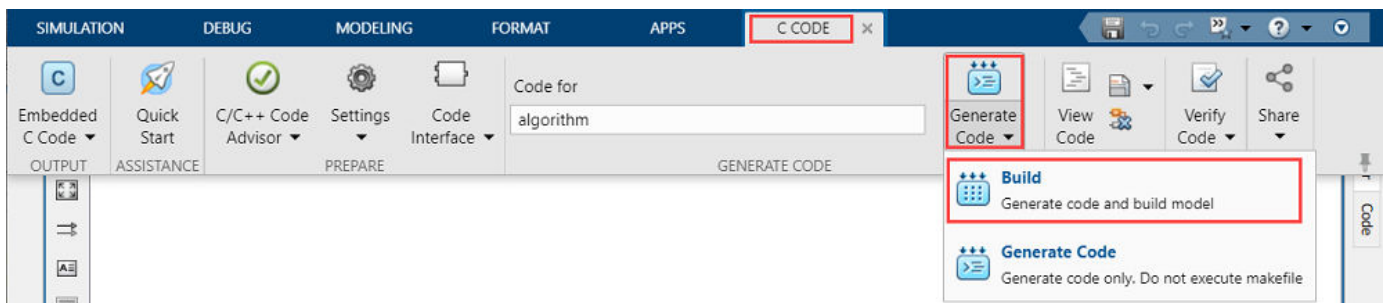 SIMULATION DEBUG MODELING FORMAT APPS C CODE
C
Embedded
C Code
OUTPUT
Quick
Start
ASSISTANCE
C/C++ Code
Advisor
Settings
Code
Interface
PREPARE
Code for
algorithm
GENERATE CODE
Generate
Code
View
Code
Verify
Code
Share
Build
Generate code and build model
Generate Code
Generate code only. Do not execute makefile
Code